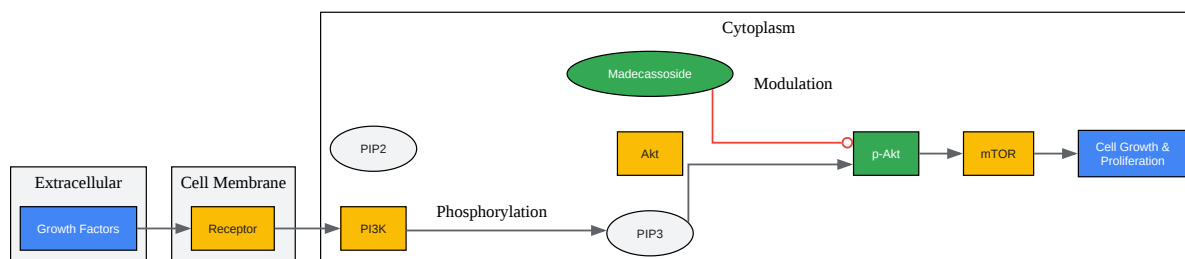 Cytoplasm
Madecassoside
Modulation
PIP2
Akt
p-Akt
mTOR
Cell Growth &
Proliferation
Extracellular
Cell Membrane
Growth Factors
Receptor
PI3K
Phosphorylation
PIP3